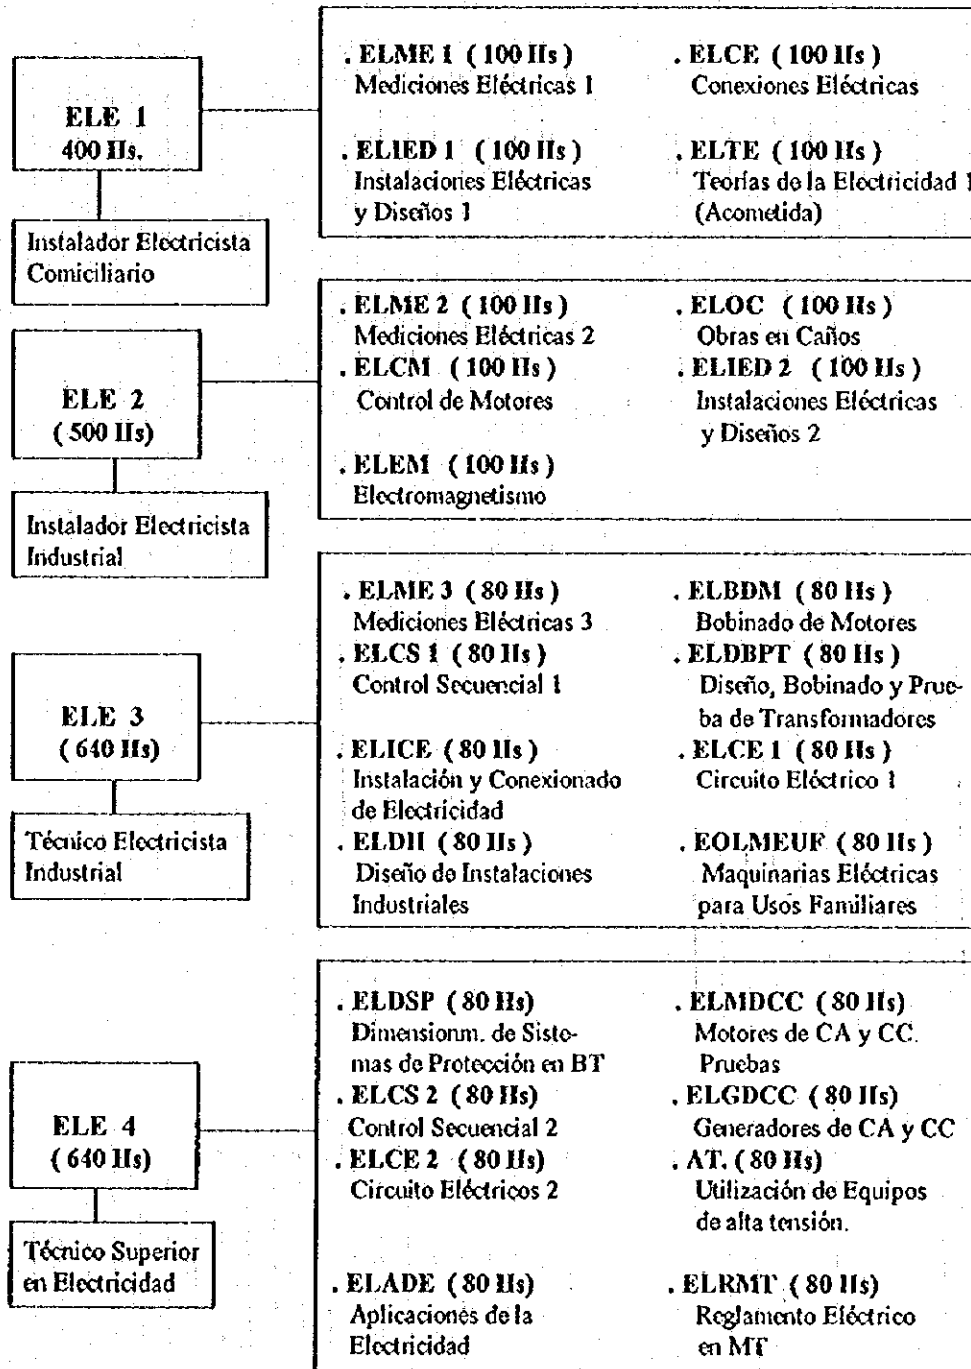 ELE 1
400 Hs.
Instalador Electricista
Comiciliario
. ELME 1 ( 100 Hs )
Mediciones Eléctricas 1
. ELIED 1 ( 100 Hs )
Instalaciones Eléctricas
y Diseños 1
. ELCE ( 100 Hs )
Conexiones Eléctricas
. ELTE ( 100 Hs )
Teorías de la Electricidad 1
(Acometida)
ELE 2
( 500 Hs)
Instalador Electricista
Industrial
. ELME 2 ( 100 Hs )
Mediciones Eléctricas 2
. ELCM ( 100 Hs )
Control de Motores
. ELEM ( 100 Hs )
Electromagnetismo
. ELOC ( 100 Hs )
Obras en Caños
. ELIED 2 ( 100 Hs )
Instalaciones Eléctricas
y Diseños 2
ELE 3
( 640 Hs)
Técnico Electricista
Industrial
. ELME 3 ( 80 Hs )
Mediciones Eléctricas 3
. ELCS 1 ( 80 Hs )
Control Secuencial 1
. ELICE ( 80 Hs )
Instalación y Conexionado
de Electricidad
. ELDII ( 80 Hs )
Diseño de Instalaciones
Industriales
. ELBDM ( 80 Hs )
Bobinado de Motores
. ELDBPT ( 80 Hs )
Diseño, Bobinado y Prue-
ba de Transformadores
. ELCE 1 ( 80 Hs )
Circuito Eléctrico 1
. EOLMEUF ( 80 Hs )
Maquinarias Eléctricas
para Usos Familiares
ELE 4
( 640 Hs)
Técnico Superior
en Electricidad
. ELDSP ( 80 Hs)
Dimensionm. de Siste-
mas de Protección en BT
. ELCS 2 ( 80 Hs)
Control Secuencial 2
. ELCE 2 ( 80 Hs)
Circuito Eléctricos 2
. ELADE ( 80 Hs)
Aplicaciones de la
Electricidad
. ELMDCC ( 80 Hs)
Motores de CA y CC.
Pruebas
. ELGDCC ( 80 Hs)
Generadores de CA y CC
. AT. ( 80 Hs)
Utilización de Equipos
de alta tensión.
. ELRMT ( 80 Hs)
Reglamento Eléctrico
en MT